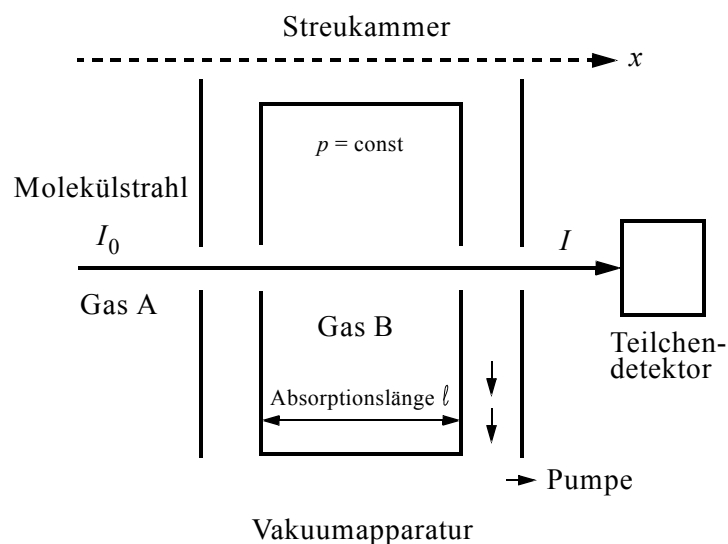 Streukammer
x
p = const
Molekülstrahl
I₀
I
Gas A
Gas B
Teilchen-
detektor
Absorptionslänge ℓ
Pumpe
Vakuumapparatur